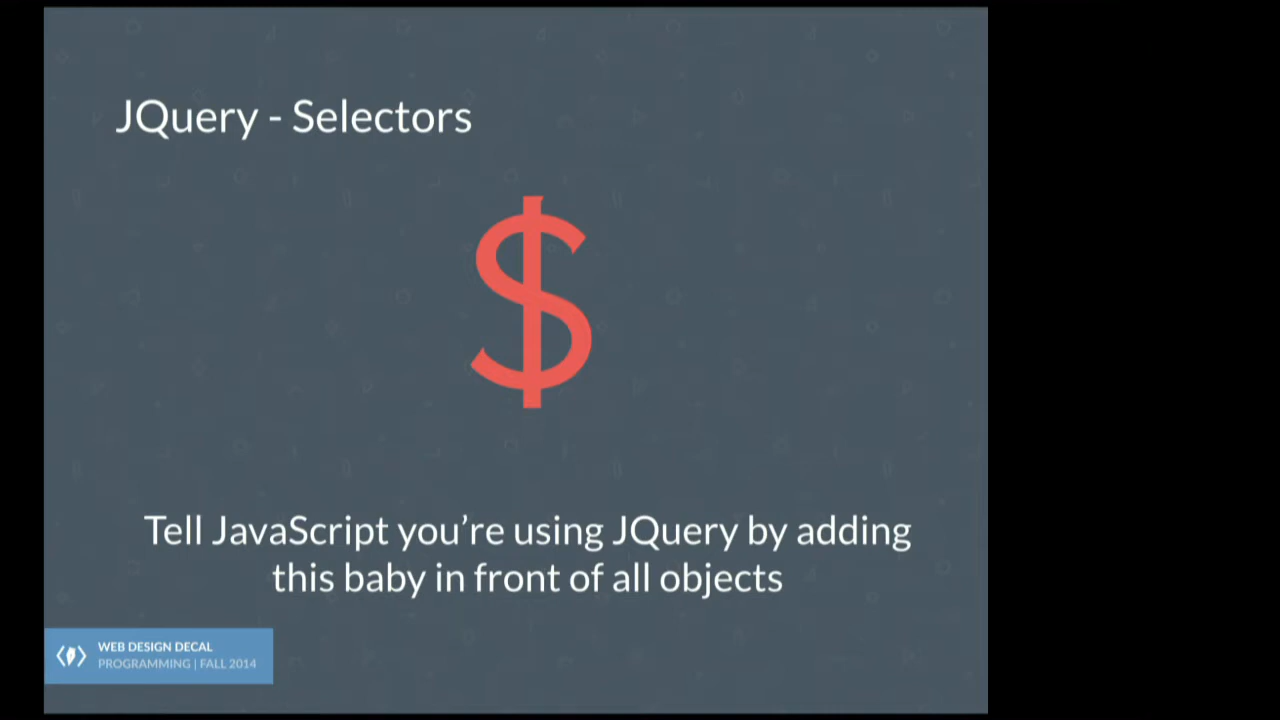 JQuery - Selectors
$
Tell JavaScript you're using JQuery by adding
this baby in front of all objects
WEB DESIGN DECAL
PROGRAMMING | FALL 2014